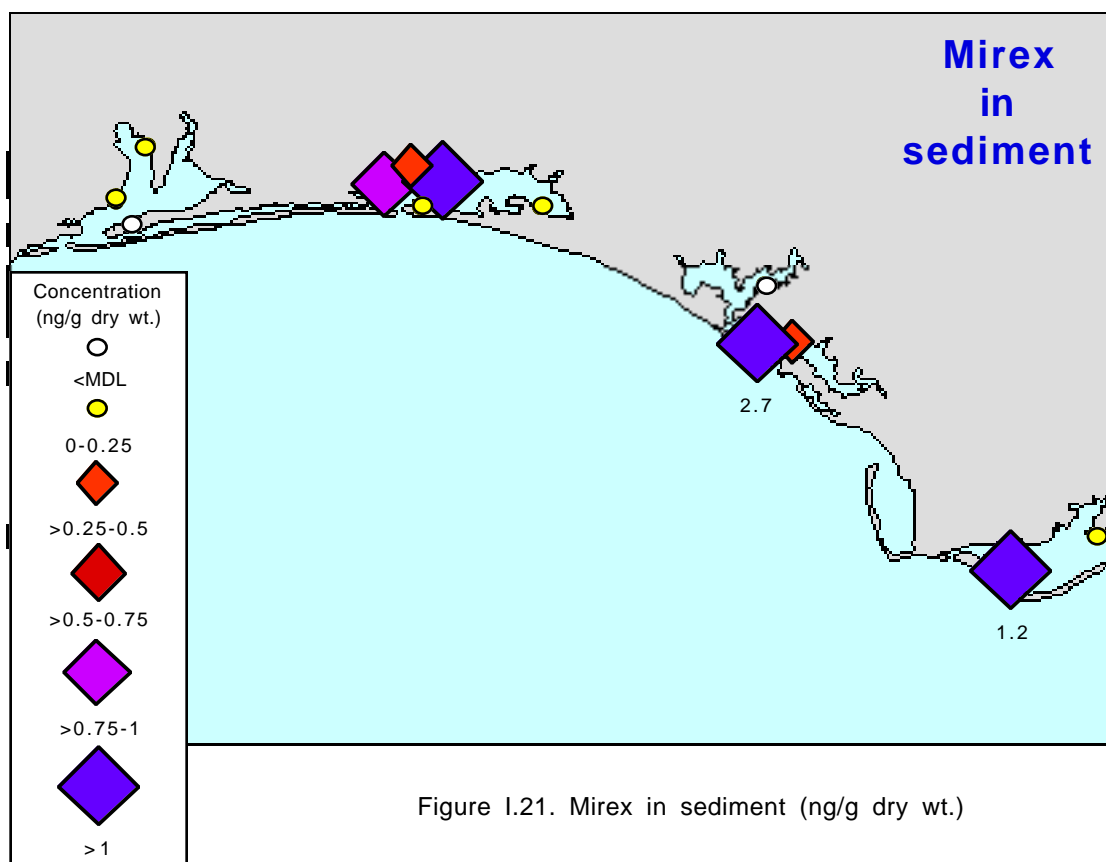 Mirex
in
sediment
Concentration
(ng/g dry wt.)
<MDL
0-0.25
>0.25-0.5
>0.5-0.75
>0.75-1
>1
2.7
1.2
Figure I.21. Mirex in sediment (ng/g dry wt.)